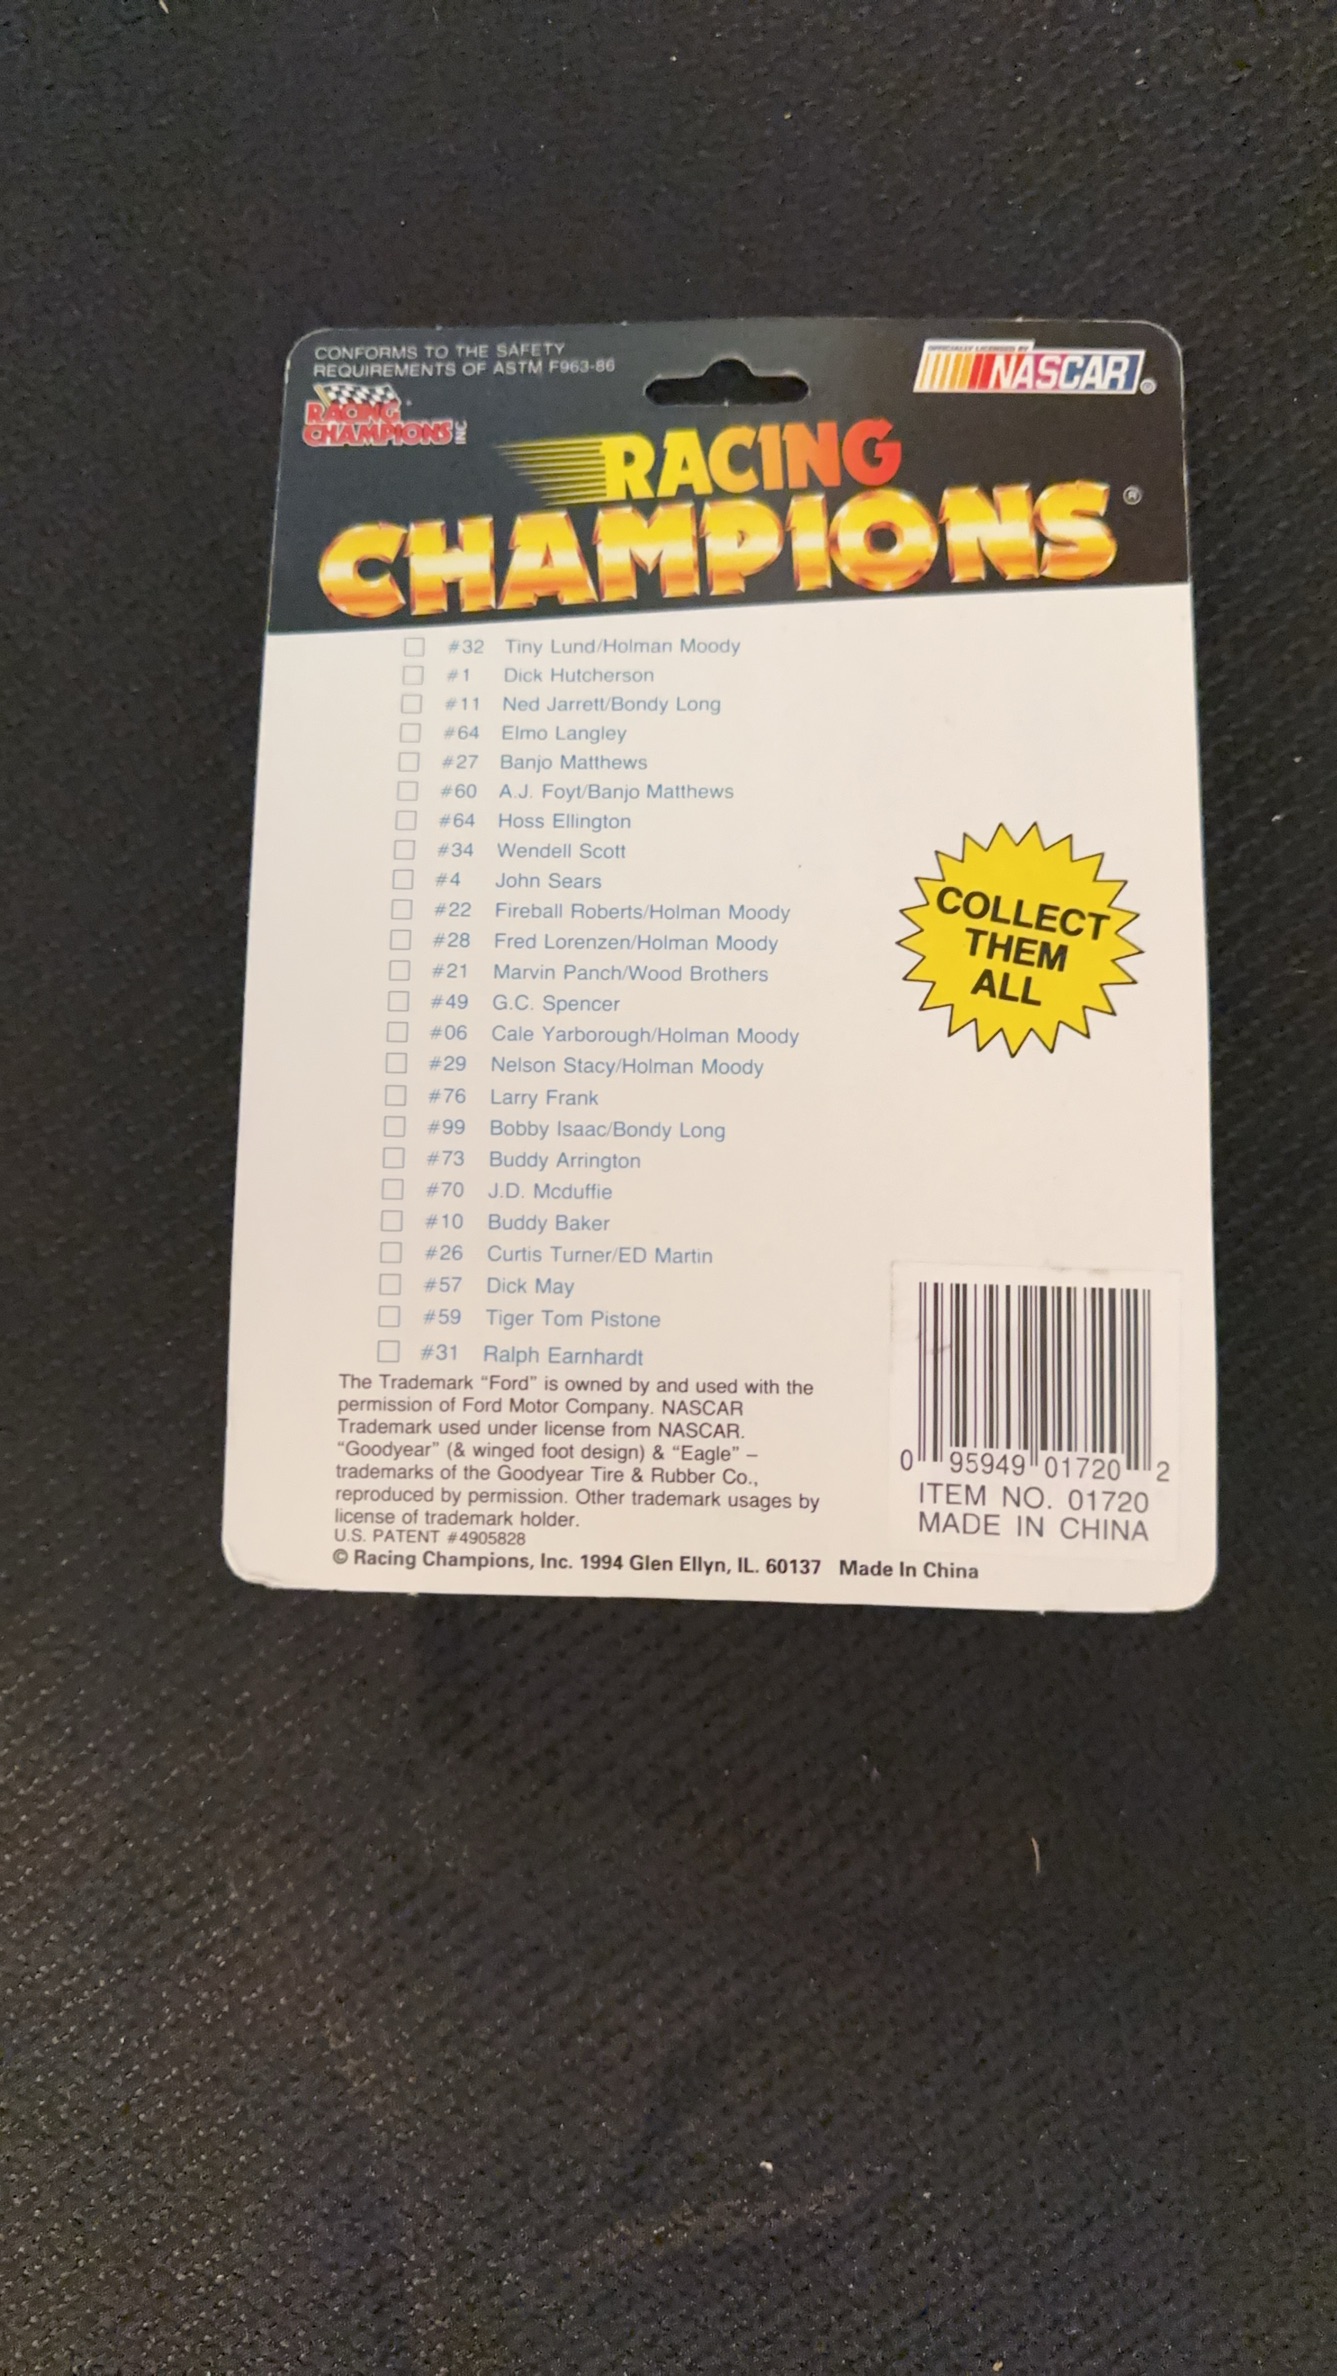 CONFORMS TO THE SAFETY
REQUIREMENTS OF ASTM F963-86
RACING
CHAMPIONS INC
OFFICIALLY LICENSED BY
NASCAR®
RACING
CHAMPIONS®
#32 Tiny Lund/Holman Moody
#1 Dick Hutcherson
#11 Ned Jarrett/Bondy Long
#64 Elmo Langley
#27 Banjo Matthews
#60 A.J. Foyt/Banjo Matthews
#64 Hoss Ellington
#34 Wendell Scott
#4 John Sears
#22 Fireball Roberts/Holman Moody
#28 Fred Lorenzen/Holman Moody
#21 Marvin Panch/Wood Brothers
#49 G.C. Spencer
#06 Cale Yarborough/Holman Moody
#29 Nelson Stacy/Holman Moody
#76 Larry Frank
#99 Bobby Isaac/Bondy Long
#73 Buddy Arrington
#70 J.D. Mcduffie
#10 Buddy Baker
#26 Curtis Turner/ED Martin
#57 Dick May
#59 Tiger Tom Pistone
#31 Ralph Earnhardt
COLLECT
THEM
ALL
The Trademark “Ford” is owned by and used with the
permission of Ford Motor Company. NASCAR
Trademark used under license from NASCAR.
“Goodyear” (& winged foot design) & “Eagle” –
trademarks of the Goodyear Tire & Rubber Co.,
reproduced by permission. Other trademark usages by
license of trademark holder.
U.S. PATENT #4905828
© Racing Champions, Inc. 1994 Glen Ellyn, IL. 60137 Made In China
0 95949 01720 2
ITEM NO. 01720
MADE IN CHINA